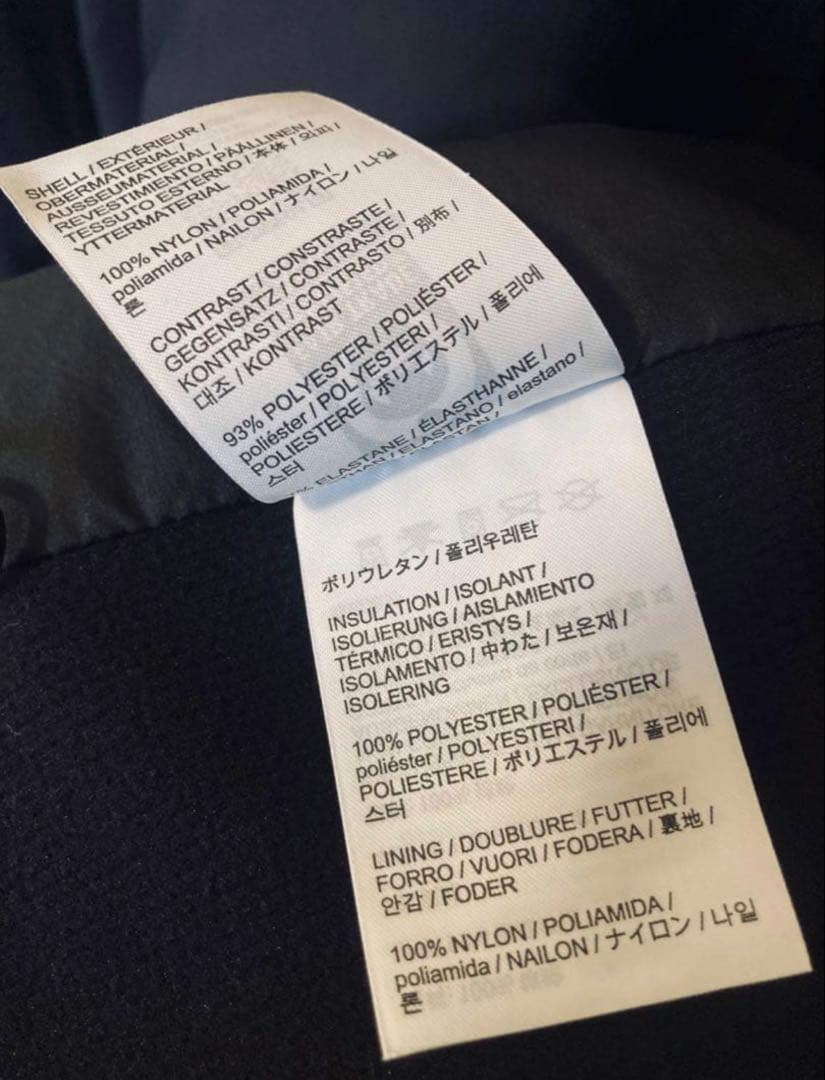 SHELL / EXTÉRIEUR /
OBERMATERIAL /
AUSSEUMATERIAL /
REVESTIMIENTO / PÄÄLLINEN /
TESSUTO ESTERNO / 本体 / 외피 /
YTTERMATERIAL
100% NYLON / POLIAMIDA /
poliamida / NAILON / ナイロン / 나일
론
CONTRAST / CONSTRASTE /
GEGENSATZ / CONTRASTE /
KONTRASTI / CONTRASTO / 別布 /
대조 / KONTRAST
93% POLYESTER / POLIÉSTER /
poliéster / POLYESTERI /
POLIESTERE / ポリエステル / 폴리에
스터
% ELASTANE / ÉLASTHANNE /
ELASTANO / elastano /
ELASTAN /
ポリウレタン / 폴리우레탄
INSULATION / ISOLANT /
ISOLIERUNG / AISLAMIENTO
TÉRMICO / ERISTYS /
ISOLAMENTO / 中わた / 보온재 /
ISOLERING
100% POLYESTER / POLIÉSTER /
poliéster / POLYESTERI /
POLIESTERE / ポリエステル / 폴리에
스터
LINING / DOUBLURE / FUTTER /
FORRO / VUORI / FODERA / 裏地 /
안감 / FODER
100% NYLON / POLIAMIDA /
poliamida / NAILON / ナイロン / 나일
론